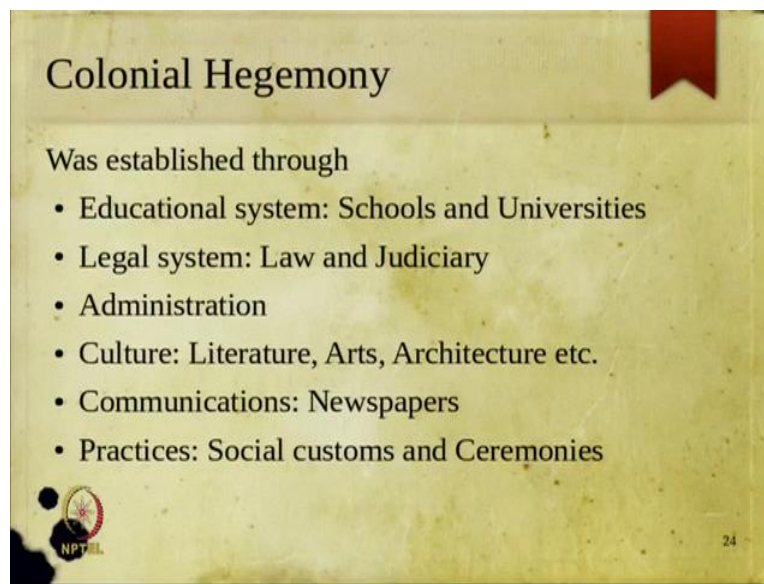 Colonial Hegemony
Was established through
• Educational system: Schools and Universities
• Legal system: Law and Judiciary
• Administration
• Culture: Literature, Arts, Architecture etc.
• Communications: Newspapers
• Practices: Social customs and Ceremonies
NPTEL
24